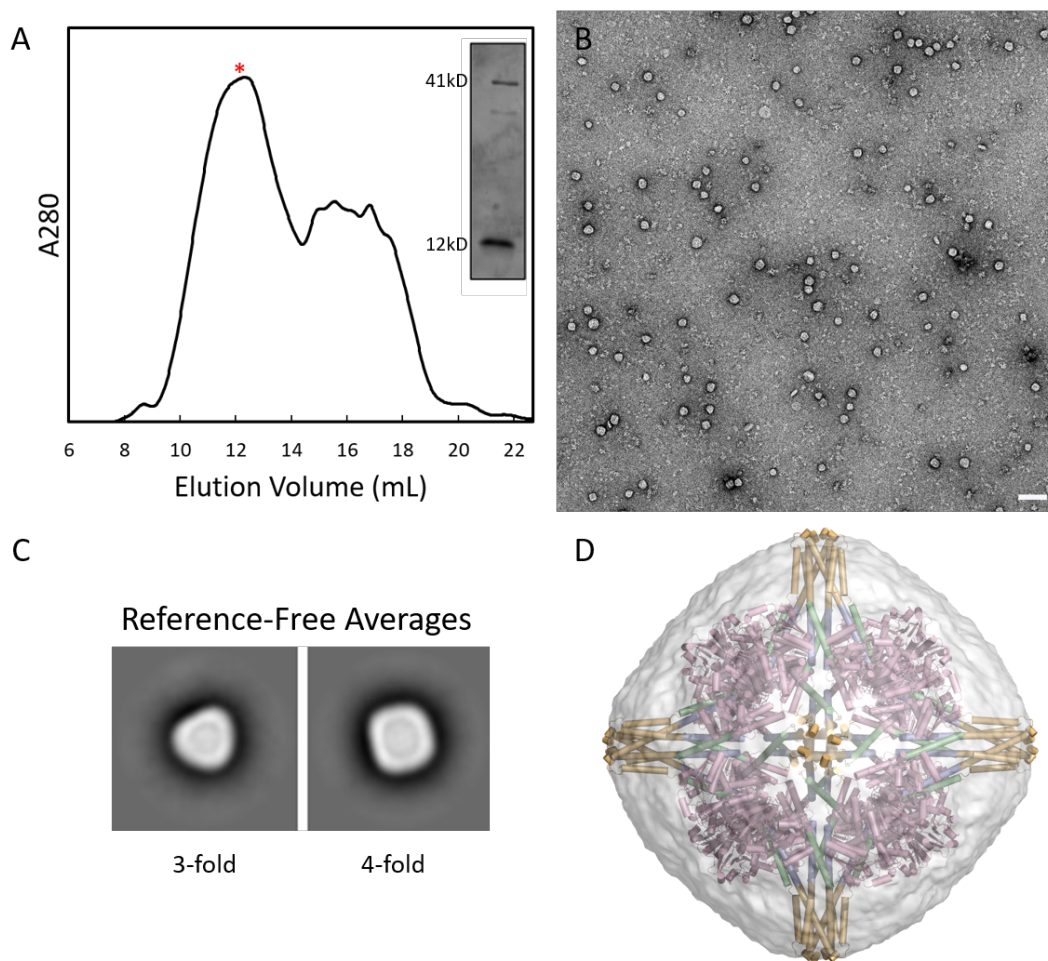 A
*
41kD
12kD
A280
6 8 10 12 14 16 18 20 22
Elution Volume (mL)
B
C
Reference-Free Averages
3-fold 4-fold
D